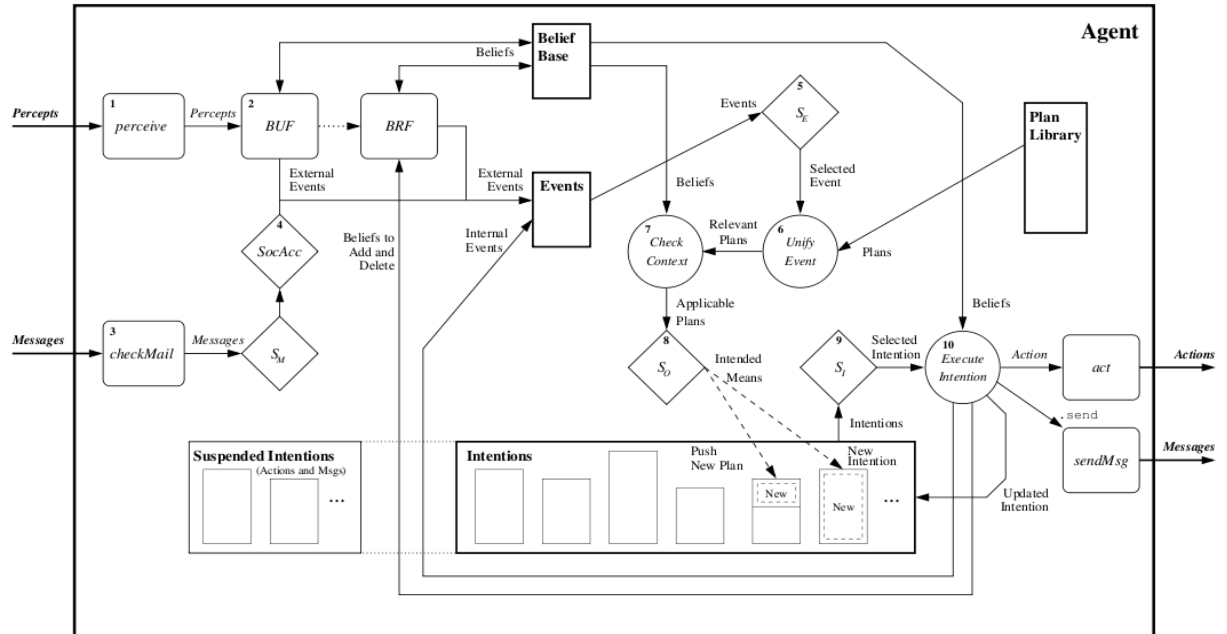 Agent
Belief
Base
Beliefs
5
S_E
Events
Plan
Library
Percepts
1
perceive
Percepts
2
BUF
BRF
External
Events
External
Events
Events
Selected
Event
Beliefs
4
SocAcc
Beliefs to
Add and
Delete
Internal
Events
7
Check
Context
Relevant
Plans
6
Unify
Event
Plans
Messages
3
checkMail
Messages
S_M
Applicable
Plans
8
S_O
Intended
Means
9
S_I
Selected
Intention
Beliefs
10
Execute
Intention
Action
act
Actions
.send
sendMsg
Messages
Intentions
Suspended Intentions
(Actions and Msgs)
...
Intentions
Push
New Plan
New
New
Intention
New
...
Updated
Intention